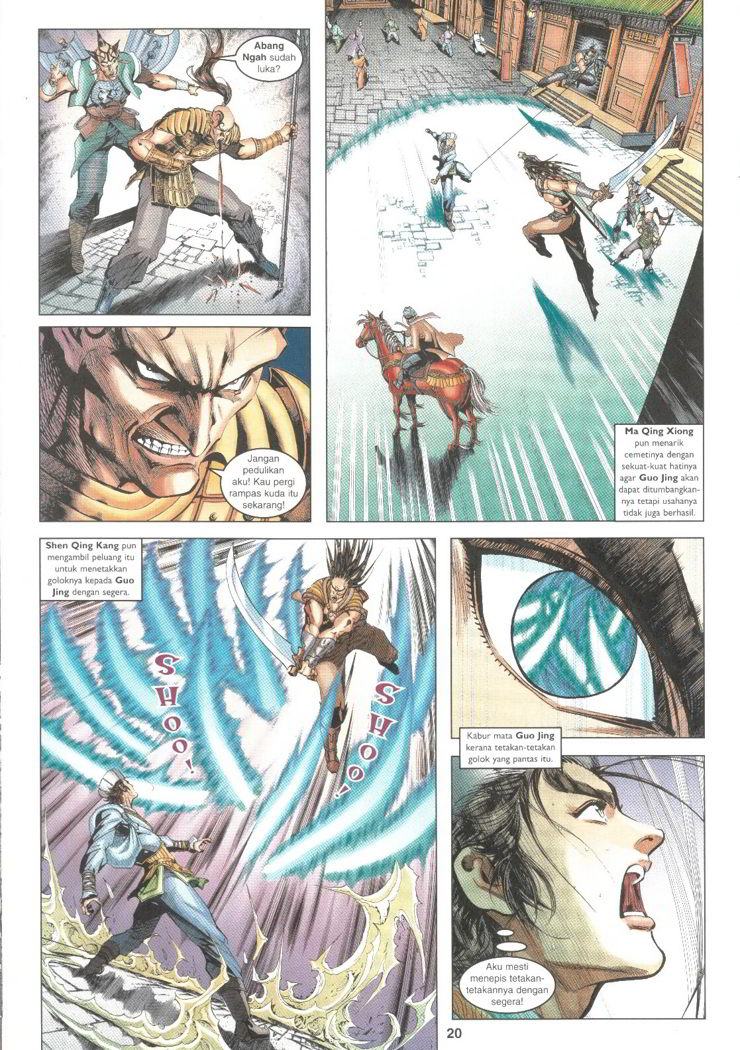 Abang
Ngah sudah
luka?
Jangan
pedulikan
aku! Kau pergi
rampas kuda itu
sekarang!
Ma Qing Xiong
pun menarik
cemetinya dengan
sekuat-kuat hatinya
agar Guo Jing akan
dapat ditumbangkan-
nya tetapi usahanya
tidak juga berhasil.
Shen Qing Kang pun
mengambil peluang itu
untuk menetakkan
goloknya kepada Guo
Jing dengan segera.
SHOO!
SHOO!
Kabur mata Guo Jing
kerana tetakan-tetakan
golok yang pantas itu.
Aku mesti
menepis tetakan-
tetakannya dengan
segera!
20